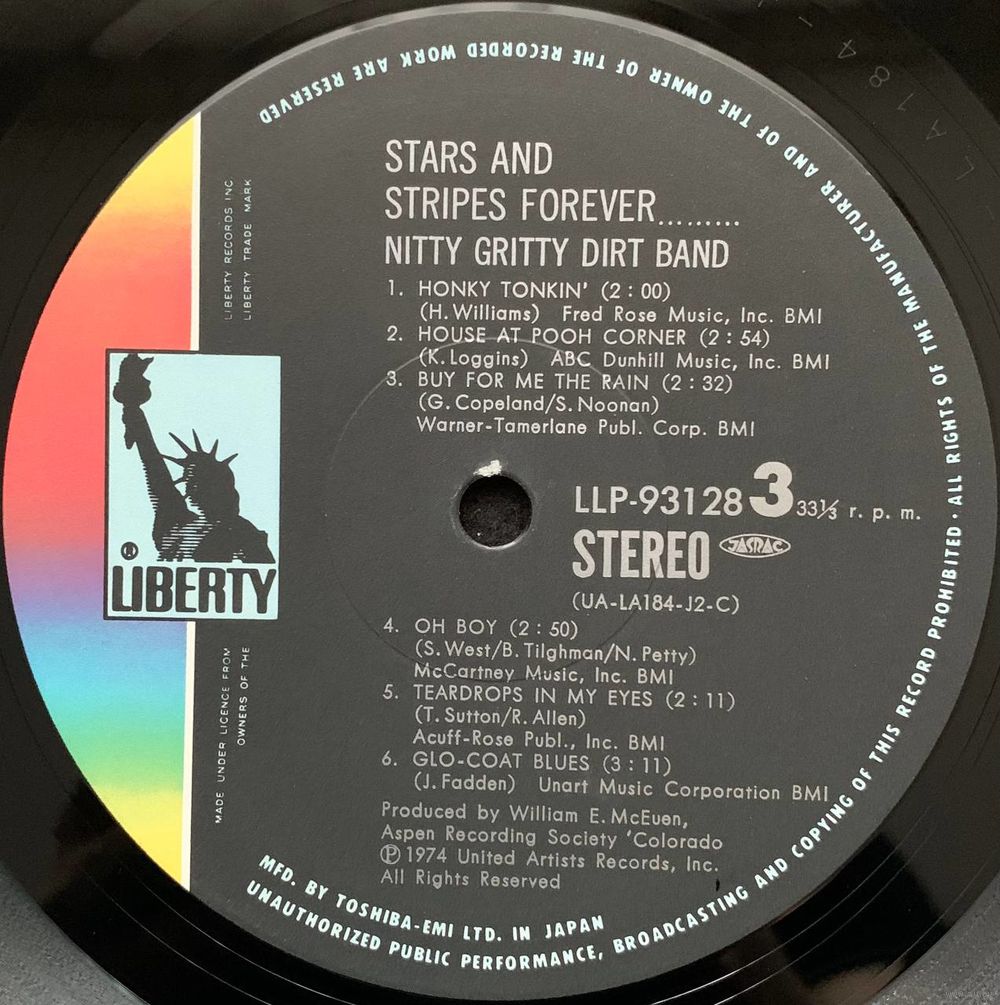 STARS AND
STRIPES FOREVER.........
NITTY GRITTY DIRT BAND
1. HONKY TONKIN' (2 : 00)
(H. Williams) Fred Rose Music, Inc. BMI
2. HOUSE AT POOH CORNER (2 : 54)
(K. Loggins) ABC Dunhill Music, Inc. BMI
3. BUY FOR ME THE RAIN (2 : 32)
(G. Copeland/S. Noonan)
Warner-Tamerlane Publ. Corp. BMI
LLP-93128 3 33⅓ r. p. m.
STEREO JASRAC
(UA-LA184-J2-C)
4. OH BOY (2 : 50)
(S. West/B. Tilghman/N. Petty)
McCartney Music, Inc. BMI
5. TEARDROPS IN MY EYES (2 : 11)
(T. Sutton/R. Allen)
Acuff-Rose Publ., Inc. BMI
6. GLO-COAT BLUES (3 : 11)
(J. Fadden) Unart Music Corporation BMI
Produced by William E. McEuen,
Aspen Recording Society 'Colorado
Ⓟ 1974 United Artists Records, Inc.
All Rights Reserved
LIBERTY RECORDS INC.
LIBERTY TRADE MARK
®
LIBERTY
MADE UNDER LICENCE FROM
OWNERS OF THE
MFD. BY TOSHIBA-EMI LTD. IN JAPAN
UNAUTHORIZED PUBLIC PERFORMANCE, BROADCASTING AND COPYING OF THIS RECORD PROHIBITED · ALL RIGHTS OF THE MANUFACTURER AND OF THE OWNER OF THE RECORDED WORK ARE RESERVED